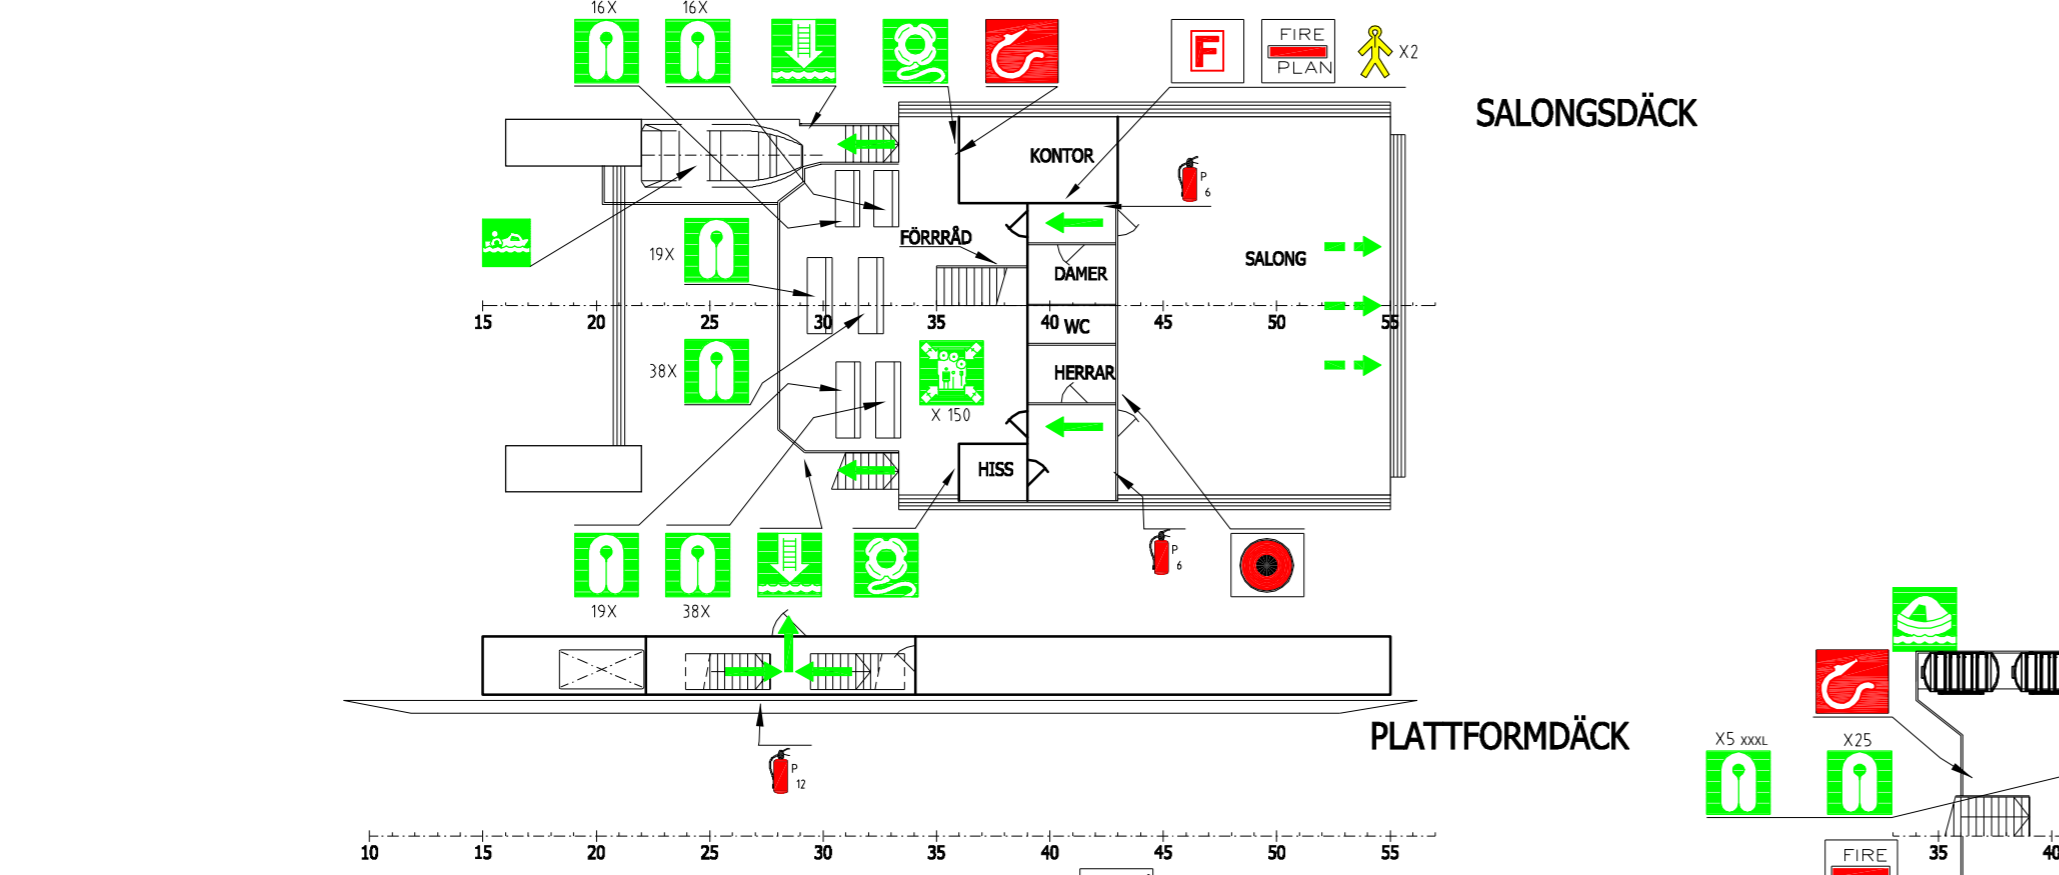 16X
16X
F
FIRE
PLAN
X2
SALONGSDÄCK
KONTOR
P
6
FÖRRRÅD
19X
DAMER
SALONG
15
20
25
30
35
40
45
50
55
WC
38X
HERRAR
X 150
HISS
P
6
19X
38X
PLATTFORMDÄCK
P
12
X5 XXXL
X25
10
15
20
25
30
35
40
45
50
55
35
40
FIRE